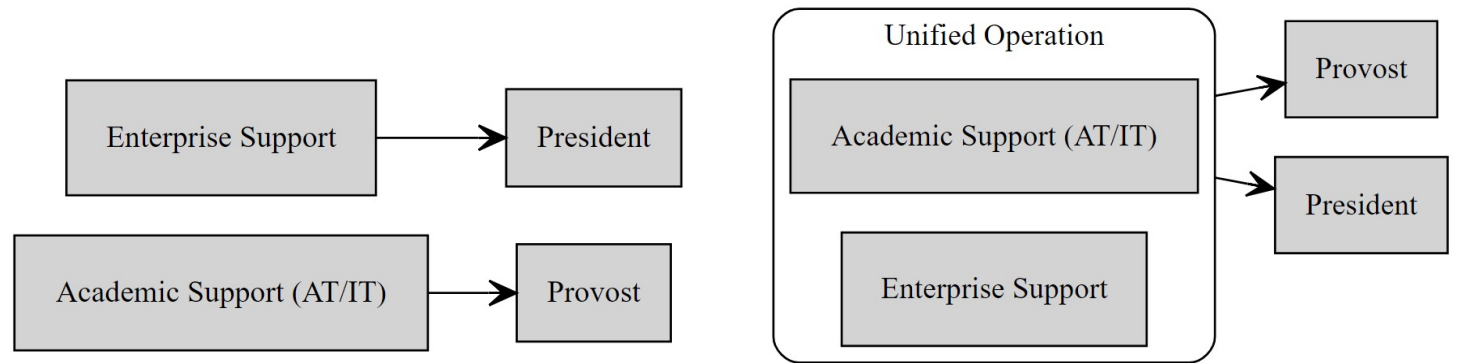 Enterprise Support
President
Academic Support (AT/IT)
Provost
Unified Operation
Academic Support (AT/IT)
Enterprise Support
Provost
President